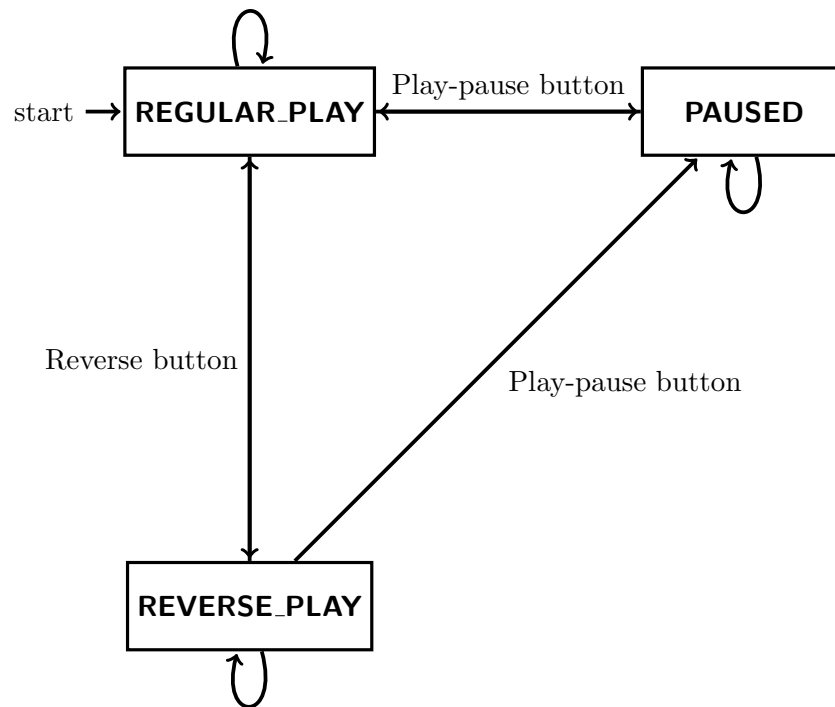 Play-pause button
start
REGULAR_PLAY
PAUSED
Reverse button
Play-pause button
REVERSE_PLAY